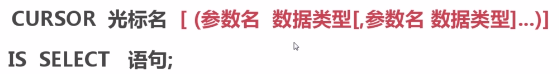 CURSOR 光标名 [ (参数名 数据类型[,参数名 数据类型]...)]
IS SELECT 语句;